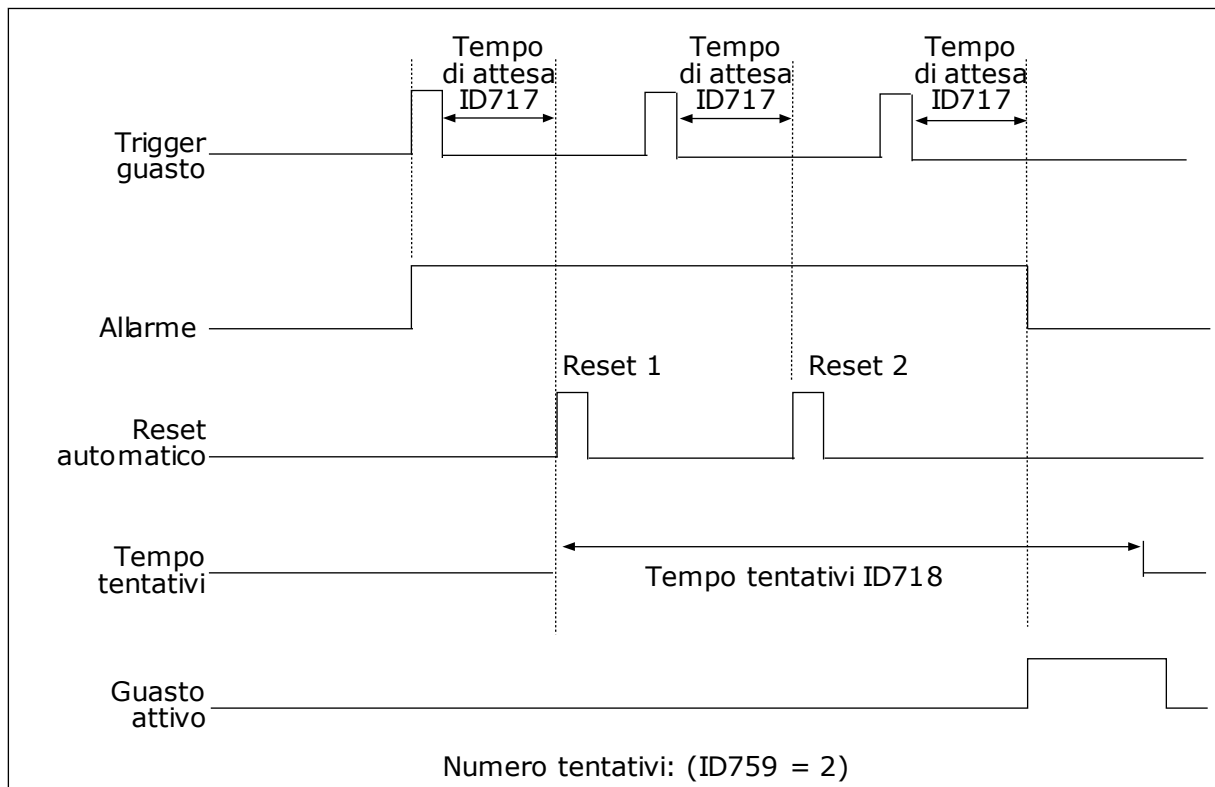 Tempo
di attesa
ID717
Tempo
di attesa
ID717
Tempo
di attesa
ID717
Trigger
guasto
Allarme
Reset 1
Reset 2
Reset
automatico
Tempo
tentativi
Tempo tentativi ID718
Guasto
attivo
Numero tentativi: (ID759 = 2)